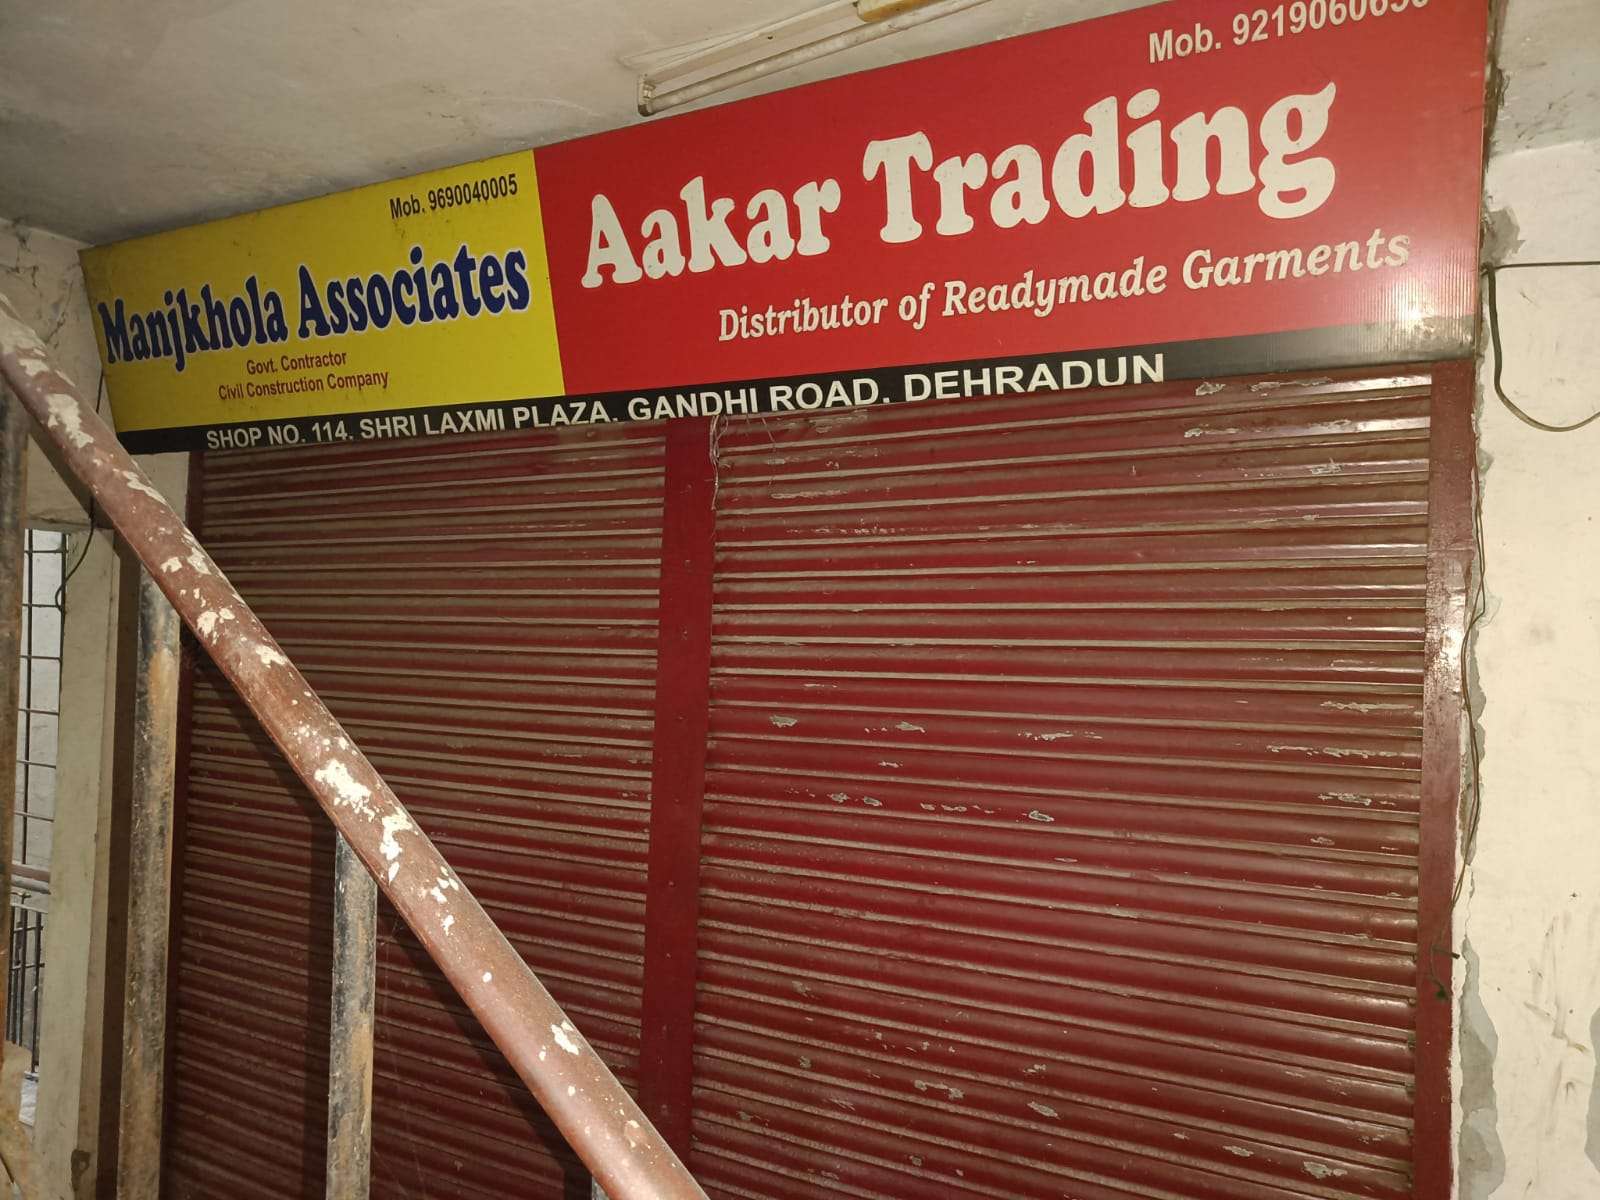 Mob. 9690040005
Manjkhola Associates
Govt. Contractor
Civil Construction Company
Mob.
Aakar Trading
Distributor of Readymade Garments
SHOP NO. 114, SHRI LAXMI PLAZA, GANDHI ROAD, DEHRADUN